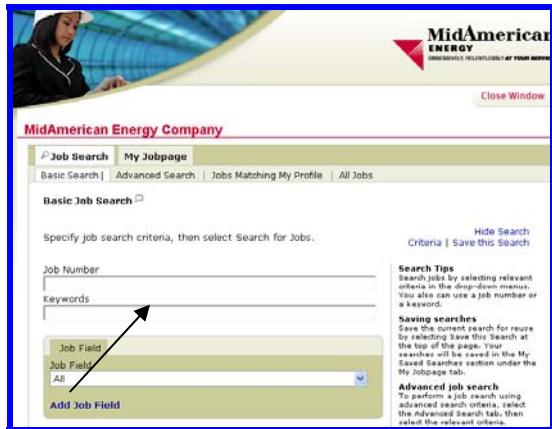 MidAmerican
ENERGY
OBSESSIVELY, RELENTLESSLY AT YOUR SERVICE
Close Window
MidAmerican Energy Company
Job Search My Jobpage
Basic Search | Advanced Search | Jobs Matching My Profile | All Jobs
Basic Job Search
Specify job search criteria, then select Search for Jobs.
Hide Search
Criteria | Save this Search
Job Number
Keywords
Job Field
Job Field
All
Add Job Field
Search Tips
Search jobs by selecting relevant
criteria in the drop-down menus.
You also can use a job number or
a keyword.
Saving searches
Save the current search for reuse
by selecting Save this Search at
the top of the page. Your
searches will be saved in the My
Saved Searches section under the
My Jobpage tab.
Advanced job search
To perform a job search using
advanced search criteria, select
the Advanced Search tab, then
select the relevant criteria.